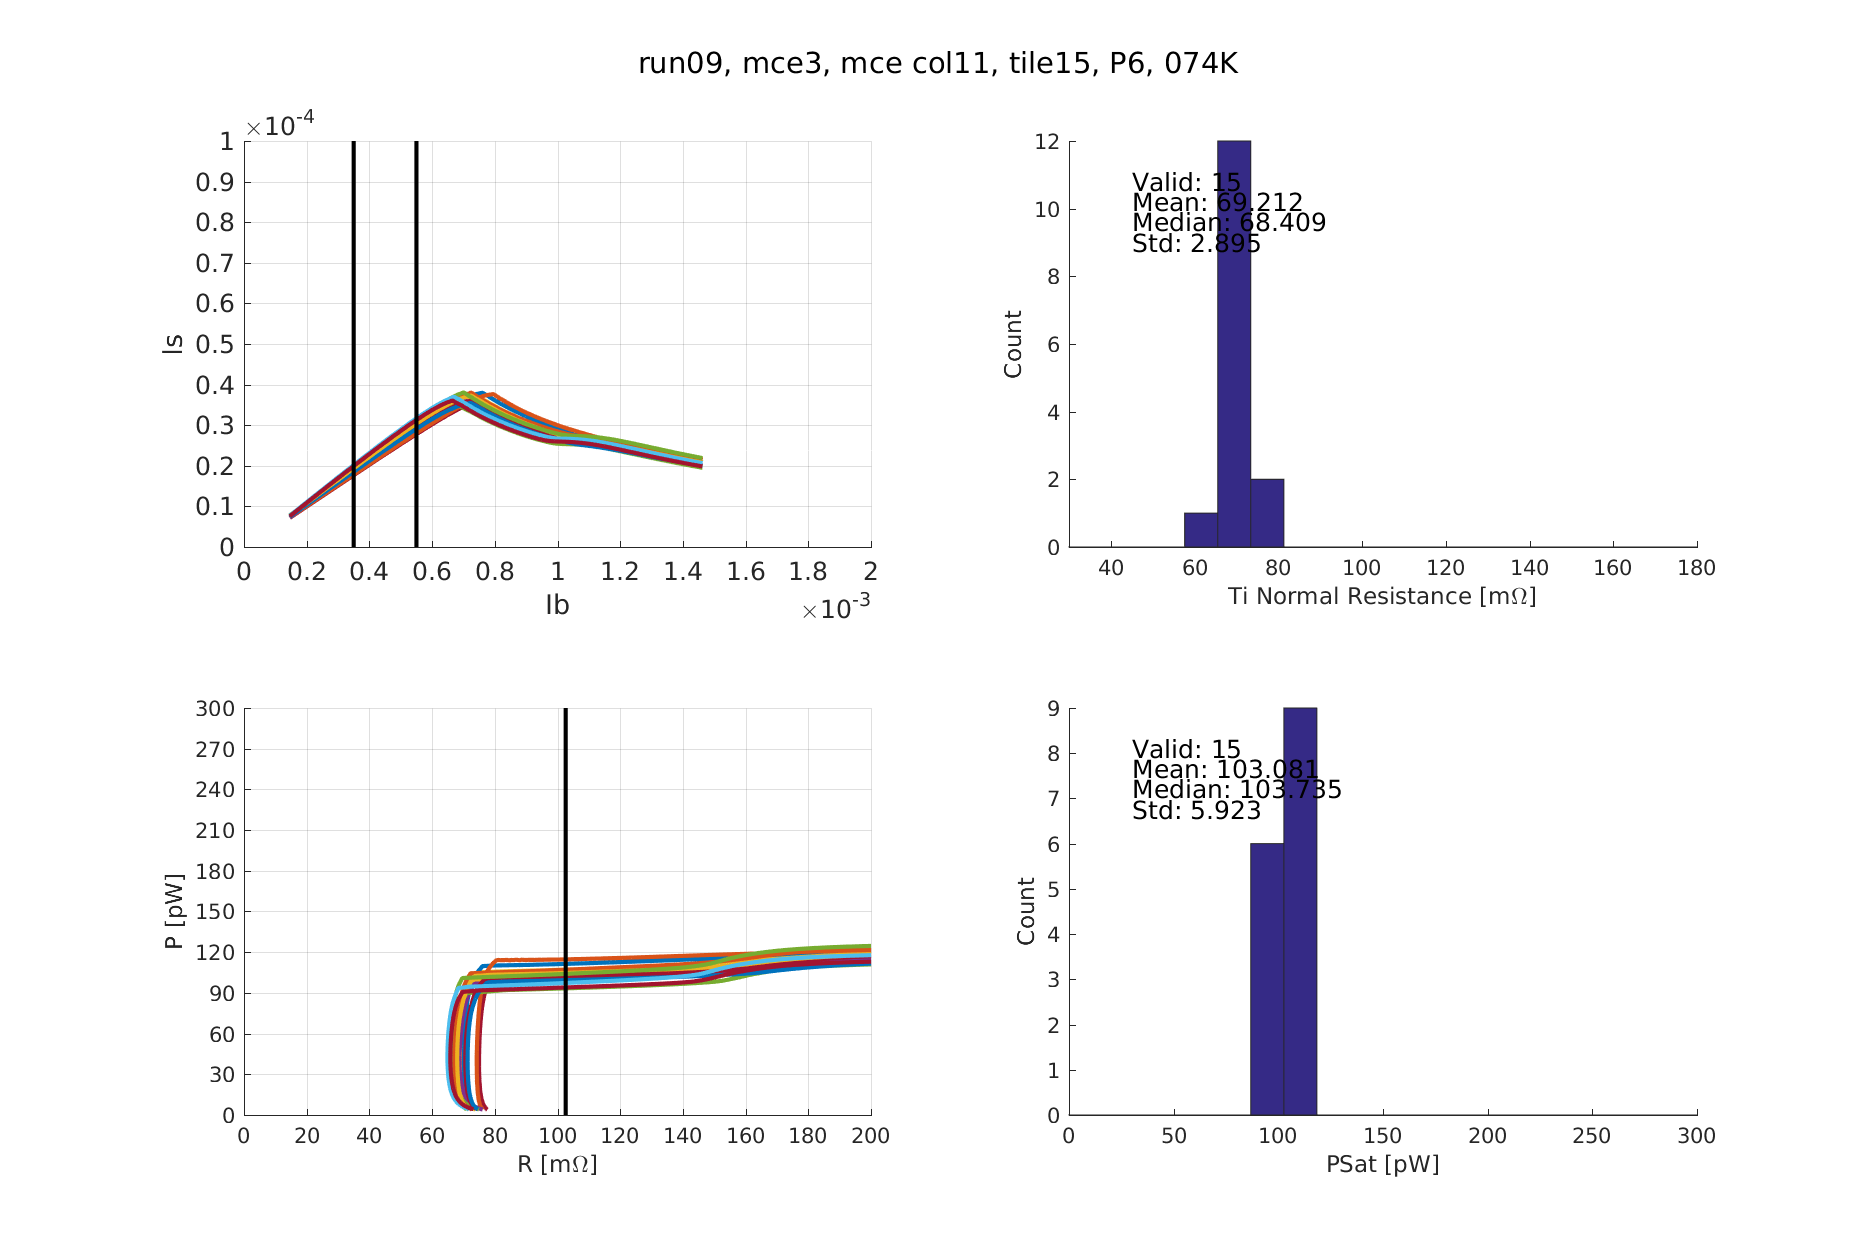 run09, mce3, mce col11, tile15, P6, 074K
×10-4
1
0.9
0.8
0.7
0.6
0.5
0.4
0.3
0.2
0.1
0
Is
0 0.2 0.4 0.6 0.8 1 1.2 1.4 1.6 1.8 2
Ib
×10-3
12
10
8
6
4
2
0
Count
Valid: 15
Mean: 69.212
Median: 68.409
Std: 2.895
40 60 80 100 120 140 160 180
Ti Normal Resistance [mΩ]
300
270
240
210
180
150
120
90
60
30
0
P [pW]
0 20 40 60 80 100 120 140 160 180 200
R [mΩ]
9
8
7
6
5
4
3
2
1
0
Count
Valid: 15
Mean: 103.081
Median: 103.735
Std: 5.923
0 50 100 150 200 250 300
PSat [pW]